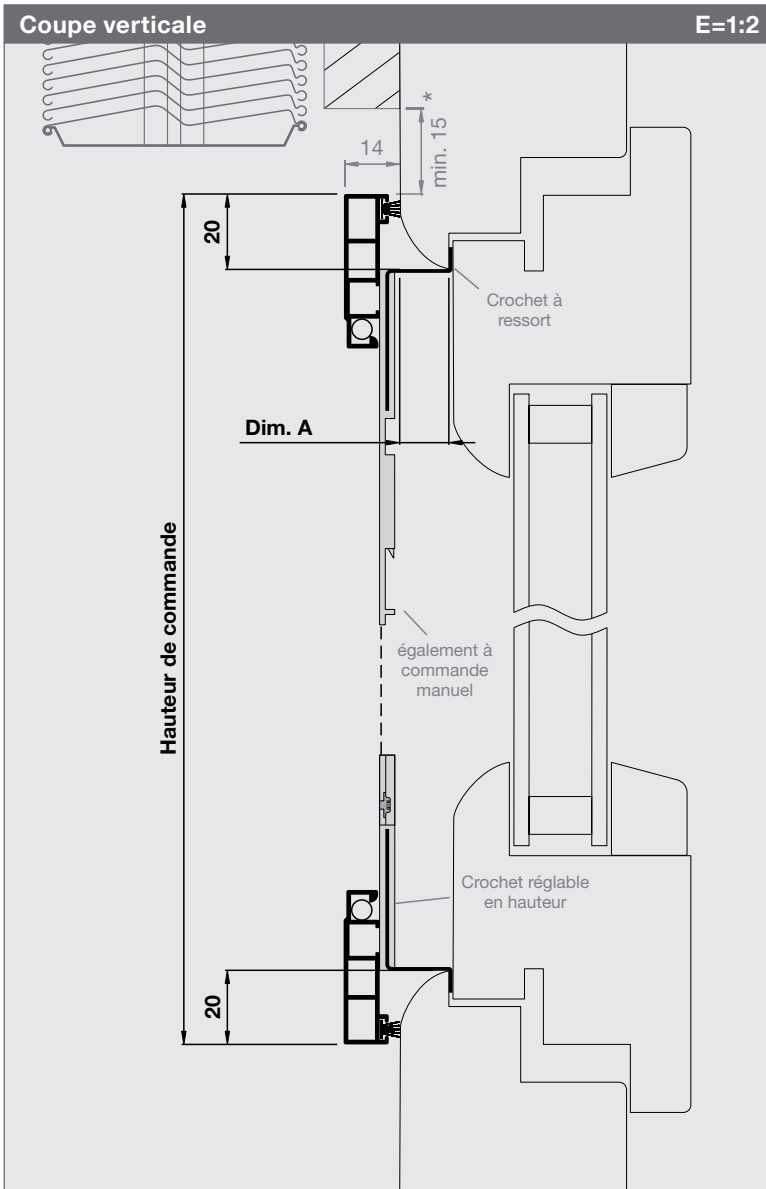 Coupe verticale
E=1:2
14
min. 15 *
20
Crochet à
ressort
Dim. A
Hauteur de commande
également à
commande
manuel
Crochet réglable
en hauteur
20